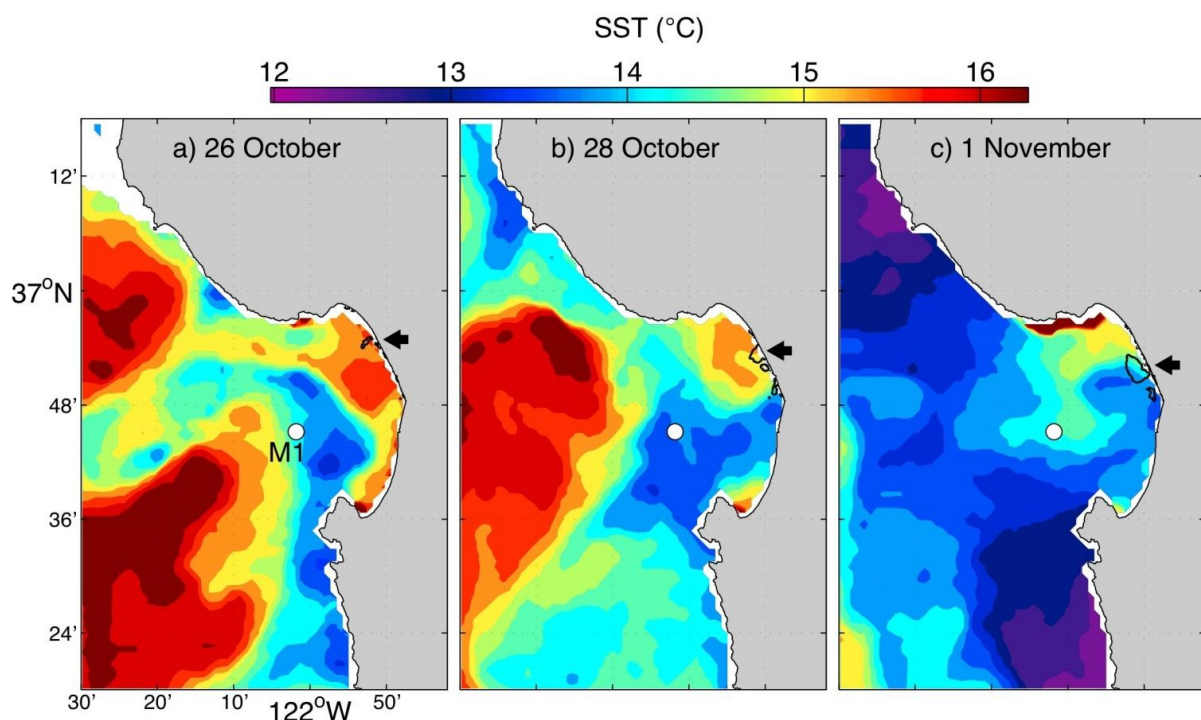 SST (°C)
12 13 14 15 16
a) 26 October b) 28 October c) 1 November
12'
37°N
48'
M1
36'
24'
30' 20' 10' 122°W 50'